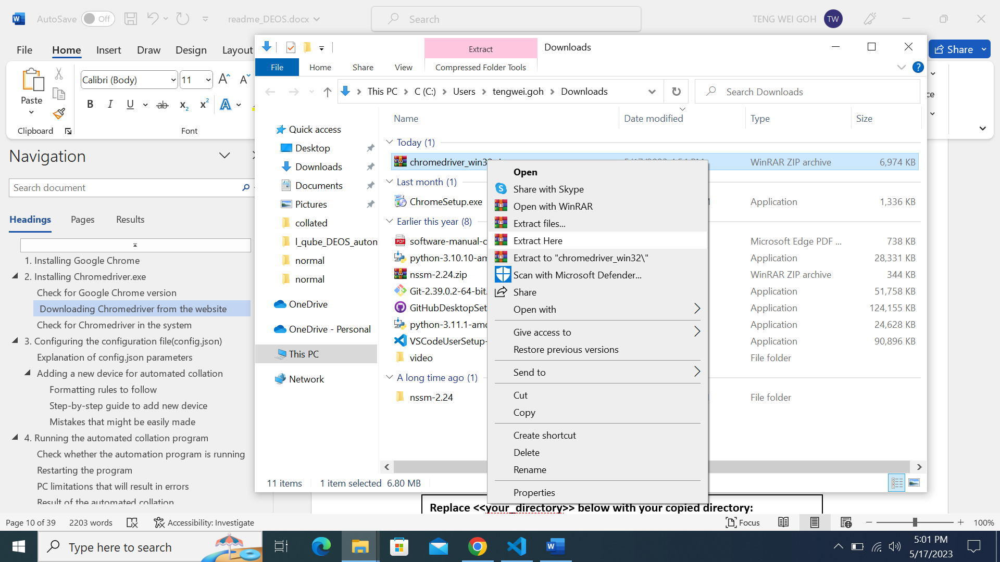 AutoSave Off readme_DEOS.docx Search TENG WEI GOH TW
File Home Insert Draw Design Layout Share
Calibri (Body) 11
Paste
B I U ab x₂ x² A
Clipboard Font
Navigation
Search document
Headings Pages Results
1. Installing Google Chrome
2. Installing Chromedriver.exe
Check for Google Chrome version
Downloading Chromedriver from the website
Check for Chromedriver in the system
3. Configuring the configuration file(config.json)
Explanation of config.json parameters
Adding a new device for automated collation
Formatting rules to follow
Step-by-step guide to add new device
Mistakes that might be easily made
4. Running the automated collation program
Check whether the automation program is running
Restarting the program
PC limitations that will result in errors
Result of the automated collation
Extract Downloads
File Home Share View Compressed Folder Tools
This PC C (C:) Users tengwei.goh Downloads Search Downloads
Quick access
Desktop
Downloads
Documents
Pictures
collated
l_qube_DEOS_autom
normal
normal
OneDrive
OneDrive - Personal
This PC
Network
Name Date modified Type Size
Today (1)
chromedriver_win32 WinRAR ZIP archive 6,974 KB
Last month (1)
ChromeSetup.exe Application 1,336 KB
Earlier this year (8)
software-manual-c Microsoft Edge PDF ... 738 KB
python-3.10.10-am Application 28,331 KB
nssm-2.24.zip WinRAR ZIP archive 344 KB
Git-2.39.0.2-64-bit. Application 51,758 KB
GitHubDesktopSet Application 124,155 KB
python-3.11.1-amd Application 24,628 KB
VSCodeUserSetup- Application 90,896 KB
video File folder
A long time ago (1)
nssm-2.24 File folder
Open
Share with Skype
Open with WinRAR
Extract files...
Extract Here
Extract to "chromedriver_win32\"
Scan with Microsoft Defender...
Share
Open with
Give access to
Restore previous versions
Send to
Cut
Copy
Create shortcut
Delete
Rename
Properties
11 items 1 item selected 6.80 MB
Replace <<your_directory>> below with your copied directory:
Page 10 of 39 2203 words Accessibility: Investigate Focus 100%
Type here to search
5:01 PM
5/17/2023